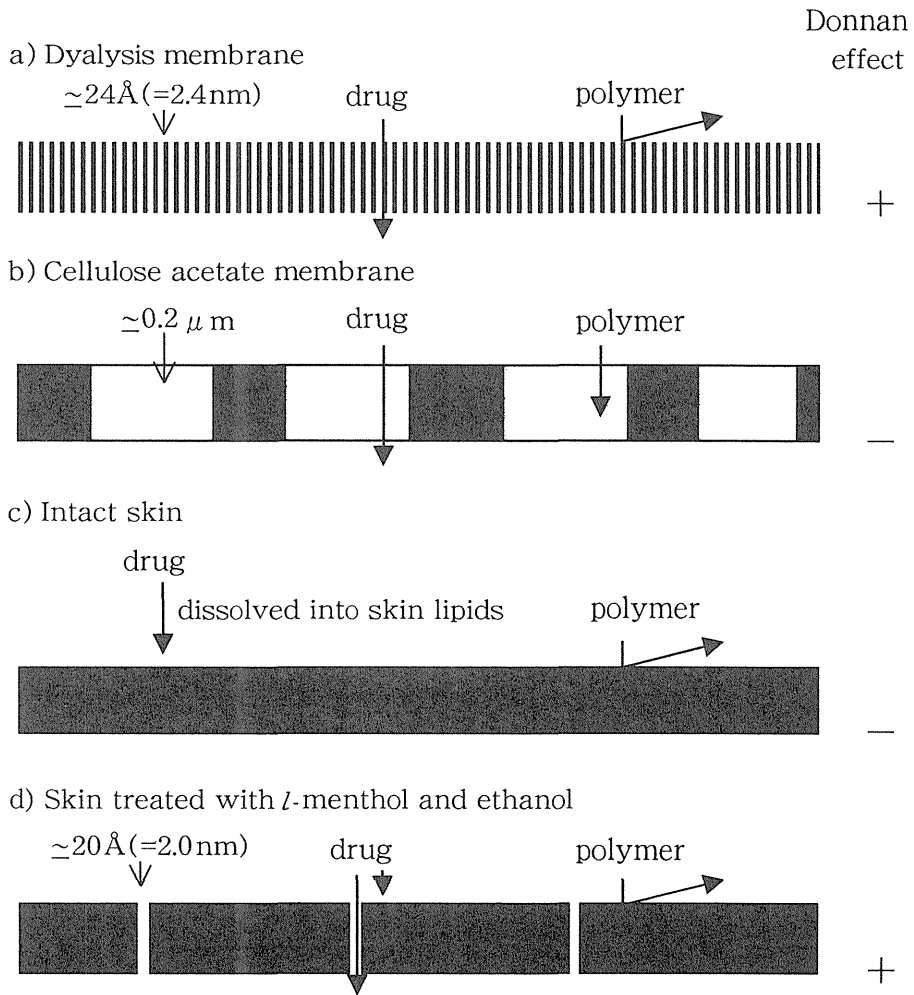 Donnan
effect
a) Dyalysis membrane
≃24Å(=2.4nm)
drug
polymer
+
b) Cellulose acetate membrane
≃0.2 μm
drug
polymer
−
c) Intact skin
drug
dissolved into skin lipids
polymer
−
d) Skin treated with l-menthol and ethanol
≃20Å(=2.0nm)
drug
polymer
+